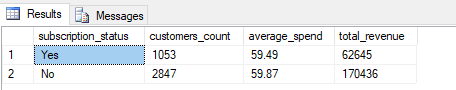 Results Messages
subscription_status customers_count average_spend total_revenue
1 Yes 1053 59.49 62645
2 No 2847 59.87 170436